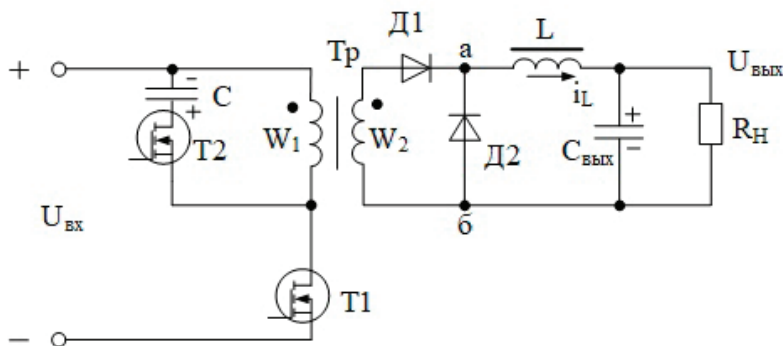 Д1
L
Тр
а
Uвых
+
-
C
+
iL
+
-
T2
W1
W2
Д2
Cвых
RН
Uвх
б
T1
−